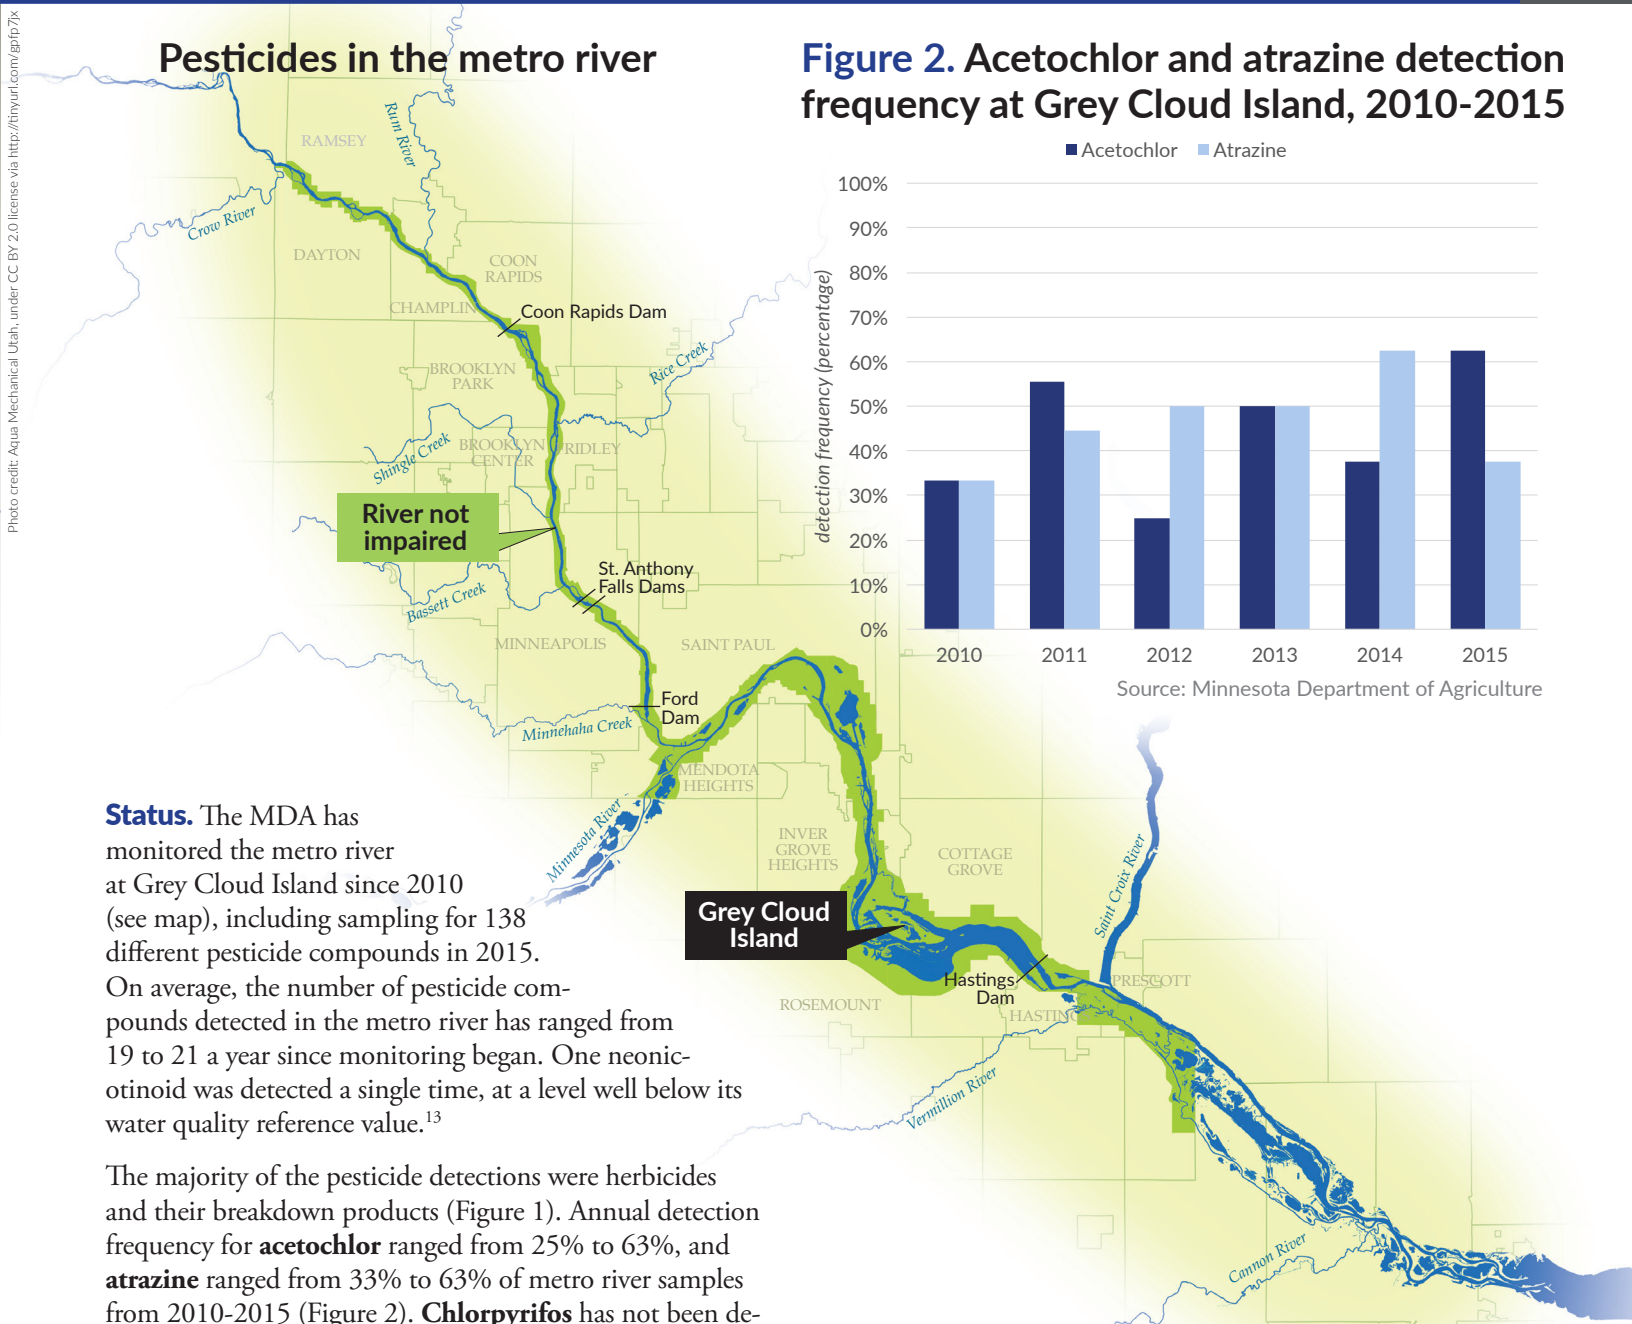 Photo credit: Aqua Mechanical Utah, under CC BY 2.0 license via http://tinyurl.com/gpfp7jx
Pesticides in the metro river
RAMSEY
Rum River
Crow River
DAYTON
COON
RAPIDS
CHAMPLIN
Coon Rapids Dam
BROOKLYN
PARK
Rice Creek
Shingle Creek
BROOKLYN
CENTER
FRIDLEY
River not
impaired
St. Anthony
Falls Dams
Bassett Creek
MINNEAPOLIS
SAINT PAUL
Ford
Dam
Minnehaha Creek
MENDOTA
HEIGHTS
Minnesota River
INVER
GROVE
HEIGHTS
COTTAGE
GROVE
Saint Croix River
Grey Cloud
Island
Hastings
Dam
PRESCOTT
ROSEMOUNT
HASTINGS
Vermillion River
Cannon River
Figure 2. Acetochlor and atrazine detection
frequency at Grey Cloud Island, 2010-2015
Acetochlor Atrazine
detection frequency (percentage)
100%
90%
80%
70%
60%
50%
40%
30%
20%
10%
0%
2010 2011 2012 2013 2014 2015
Source: Minnesota Department of Agriculture
Status. The MDA has
monitored the metro river
at Grey Cloud Island since 2010
(see map), including sampling for 138
different pesticide compounds in 2015.
On average, the number of pesticide com-
pounds detected in the metro river has ranged from
19 to 21 a year since monitoring began. One neonic-
otinoid was detected a single time, at a level well below its
water quality reference value.13
The majority of the pesticide detections were herbicides
and their breakdown products (Figure 1). Annual detection
frequency for acetochlor ranged from 25% to 63%, and
atrazine ranged from 33% to 63% of metro river samples
from 2010-2015 (Figure 2). Chlorpyrifos has not been de-